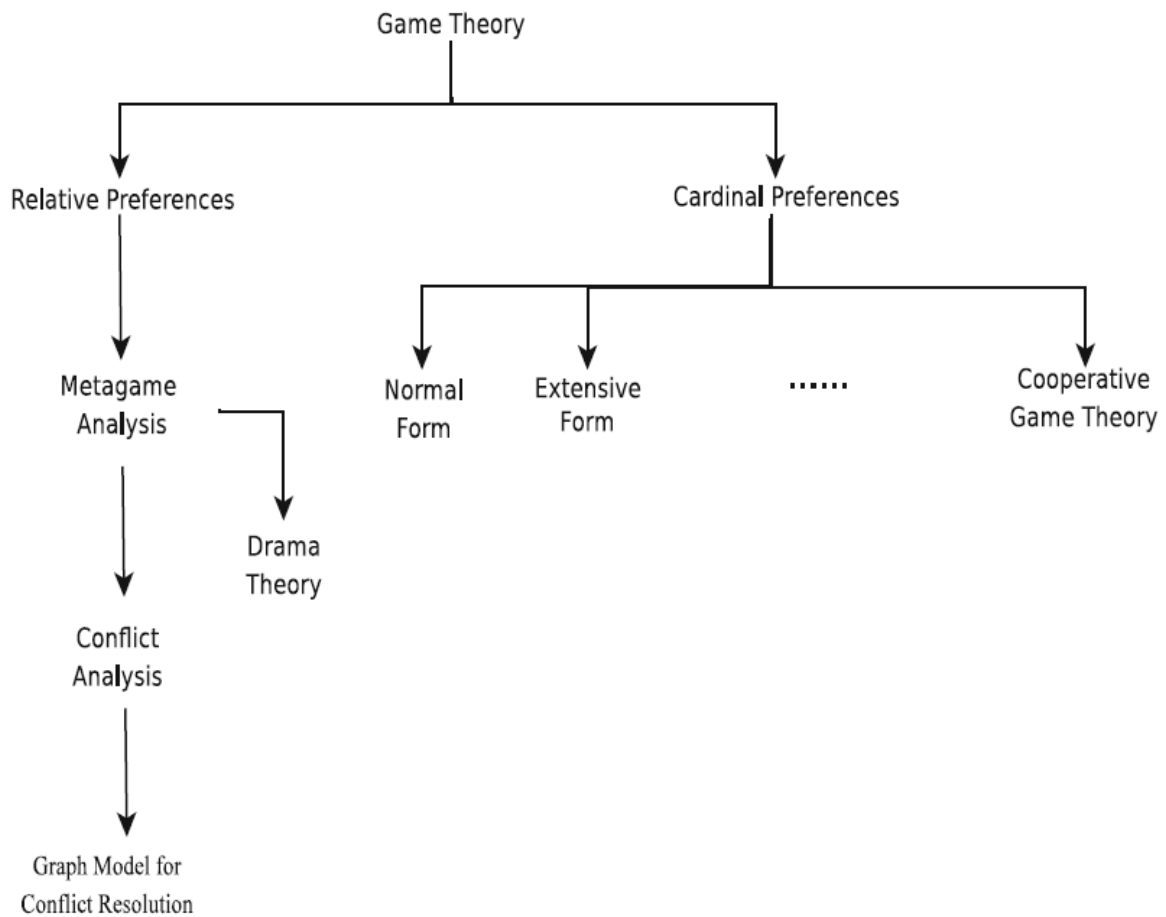 Game Theory
Relative Preferences
Cardinal Preferences
Metagame
Analysis
Normal
Form
Extensive
Form
......
Cooperative
Game Theory
Drama
Theory
Conflict
Analysis
Graph Model for
Conflict Resolution